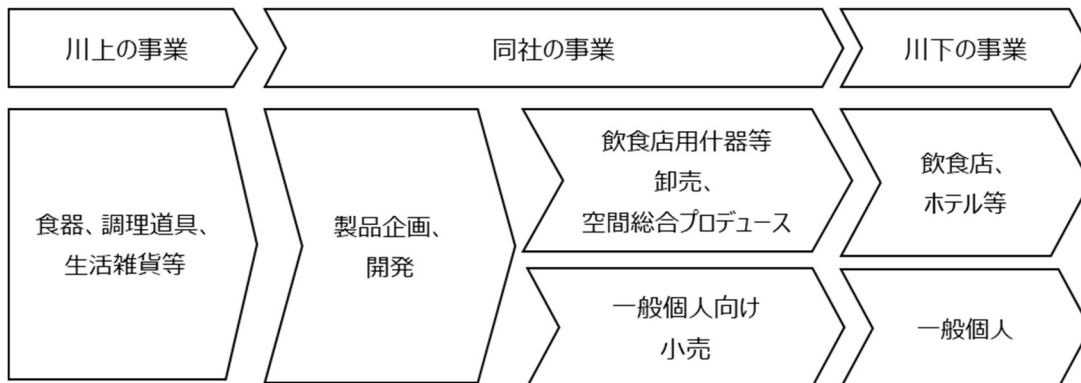 川上の事業
同社の事業
川下の事業
食器、調理道具、
生活雑貨等
製品企画、
開発
飲食店用什器等
卸売、
空間総合プロデュース
一般個人向け
小売
飲食店、
ホテル等
一般個人